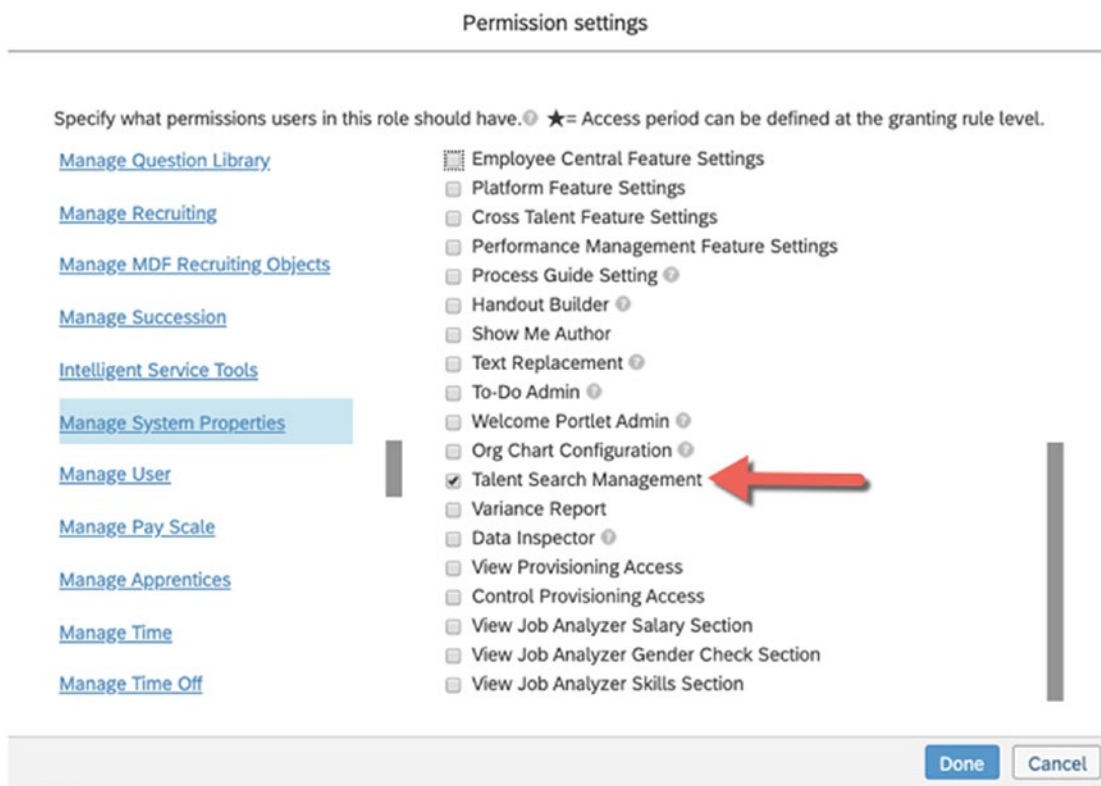 Permission settings
Specify what permissions users in this role should have. ★= Access period can be defined at the granting rule level.
Manage Question Library
Manage Recruiting
Manage MDF Recruiting Objects
Manage Succession
Intelligent Service Tools
Manage System Properties
Manage User
Manage Pay Scale
Manage Apprentices
Manage Time
Manage Time Off
Employee Central Feature Settings
Platform Feature Settings
Cross Talent Feature Settings
Performance Management Feature Settings
Process Guide Setting
Handout Builder
Show Me Author
Text Replacement
To-Do Admin
Welcome Portlet Admin
Org Chart Configuration
Talent Search Management
Variance Report
Data Inspector
View Provisioning Access
Control Provisioning Access
View Job Analyzer Salary Section
View Job Analyzer Gender Check Section
View Job Analyzer Skills Section
Done
Cancel